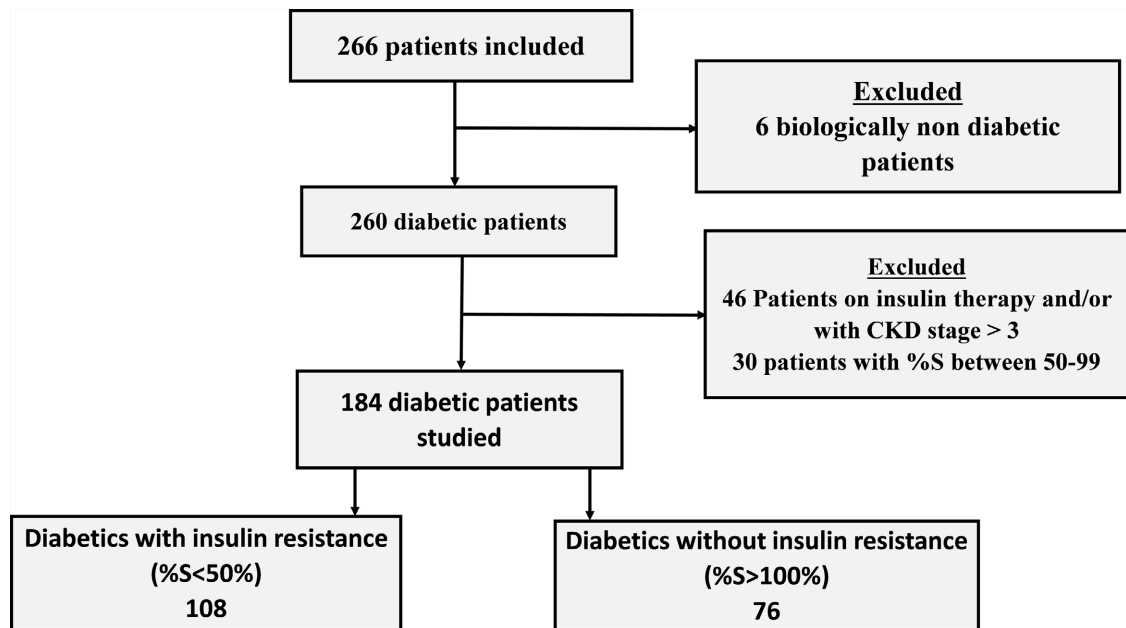 266 patients included
Excluded
6 biologically non diabetic
patients
260 diabetic patients
Excluded
46 Patients on insulin therapy and/or
with CKD stage > 3
30 patients with %S between 50-99
184 diabetic patients
studied
Diabetics with insulin resistance
(%S<50%)
108
Diabetics without insulin resistance
(%S>100%)
76